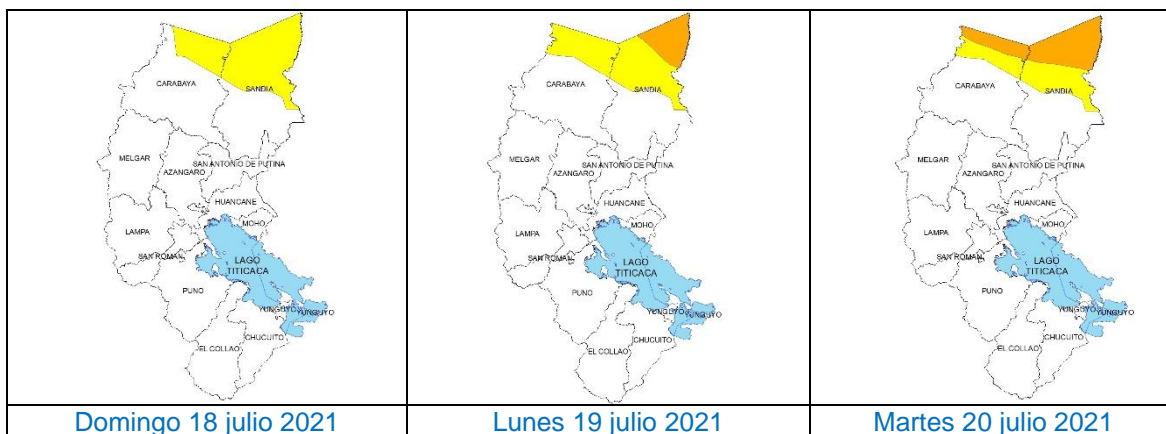 CARABAYA
SANDIA
MELGAR
SAN ANTONIO DE PUTINA
AZANGARO
HUANCANE
LAMPA
MOHO
SAN ROMAN
LAGO
TITICACA
PUNO
YUNGUYO
YUNGUYO
CHUCUITO
EL COLLAO
Domingo 18 julio 2021
CARABAYA
SANDIA
MELGAR
SAN ANTONIO DE PUTINA
AZANGARO
HUANCANE
LAMPA
MOHO
SAN ROMAN
LAGO
TITICACA
PUNO
YUNGUYO
YUNGUYO
CHUCUITO
EL COLLAO
Lunes 19 julio 2021
CARABAYA
SANDIA
MELGAR
SAN ANTONIO DE PUTINA
AZANGARO
HUANCANE
LAMPA
MOHO
SAN ROMAN
LAGO
TITICACA
PUNO
YUNGUYO
YUNGUYO
CHUCUITO
EL COLLAO
Martes 20 julio 2021